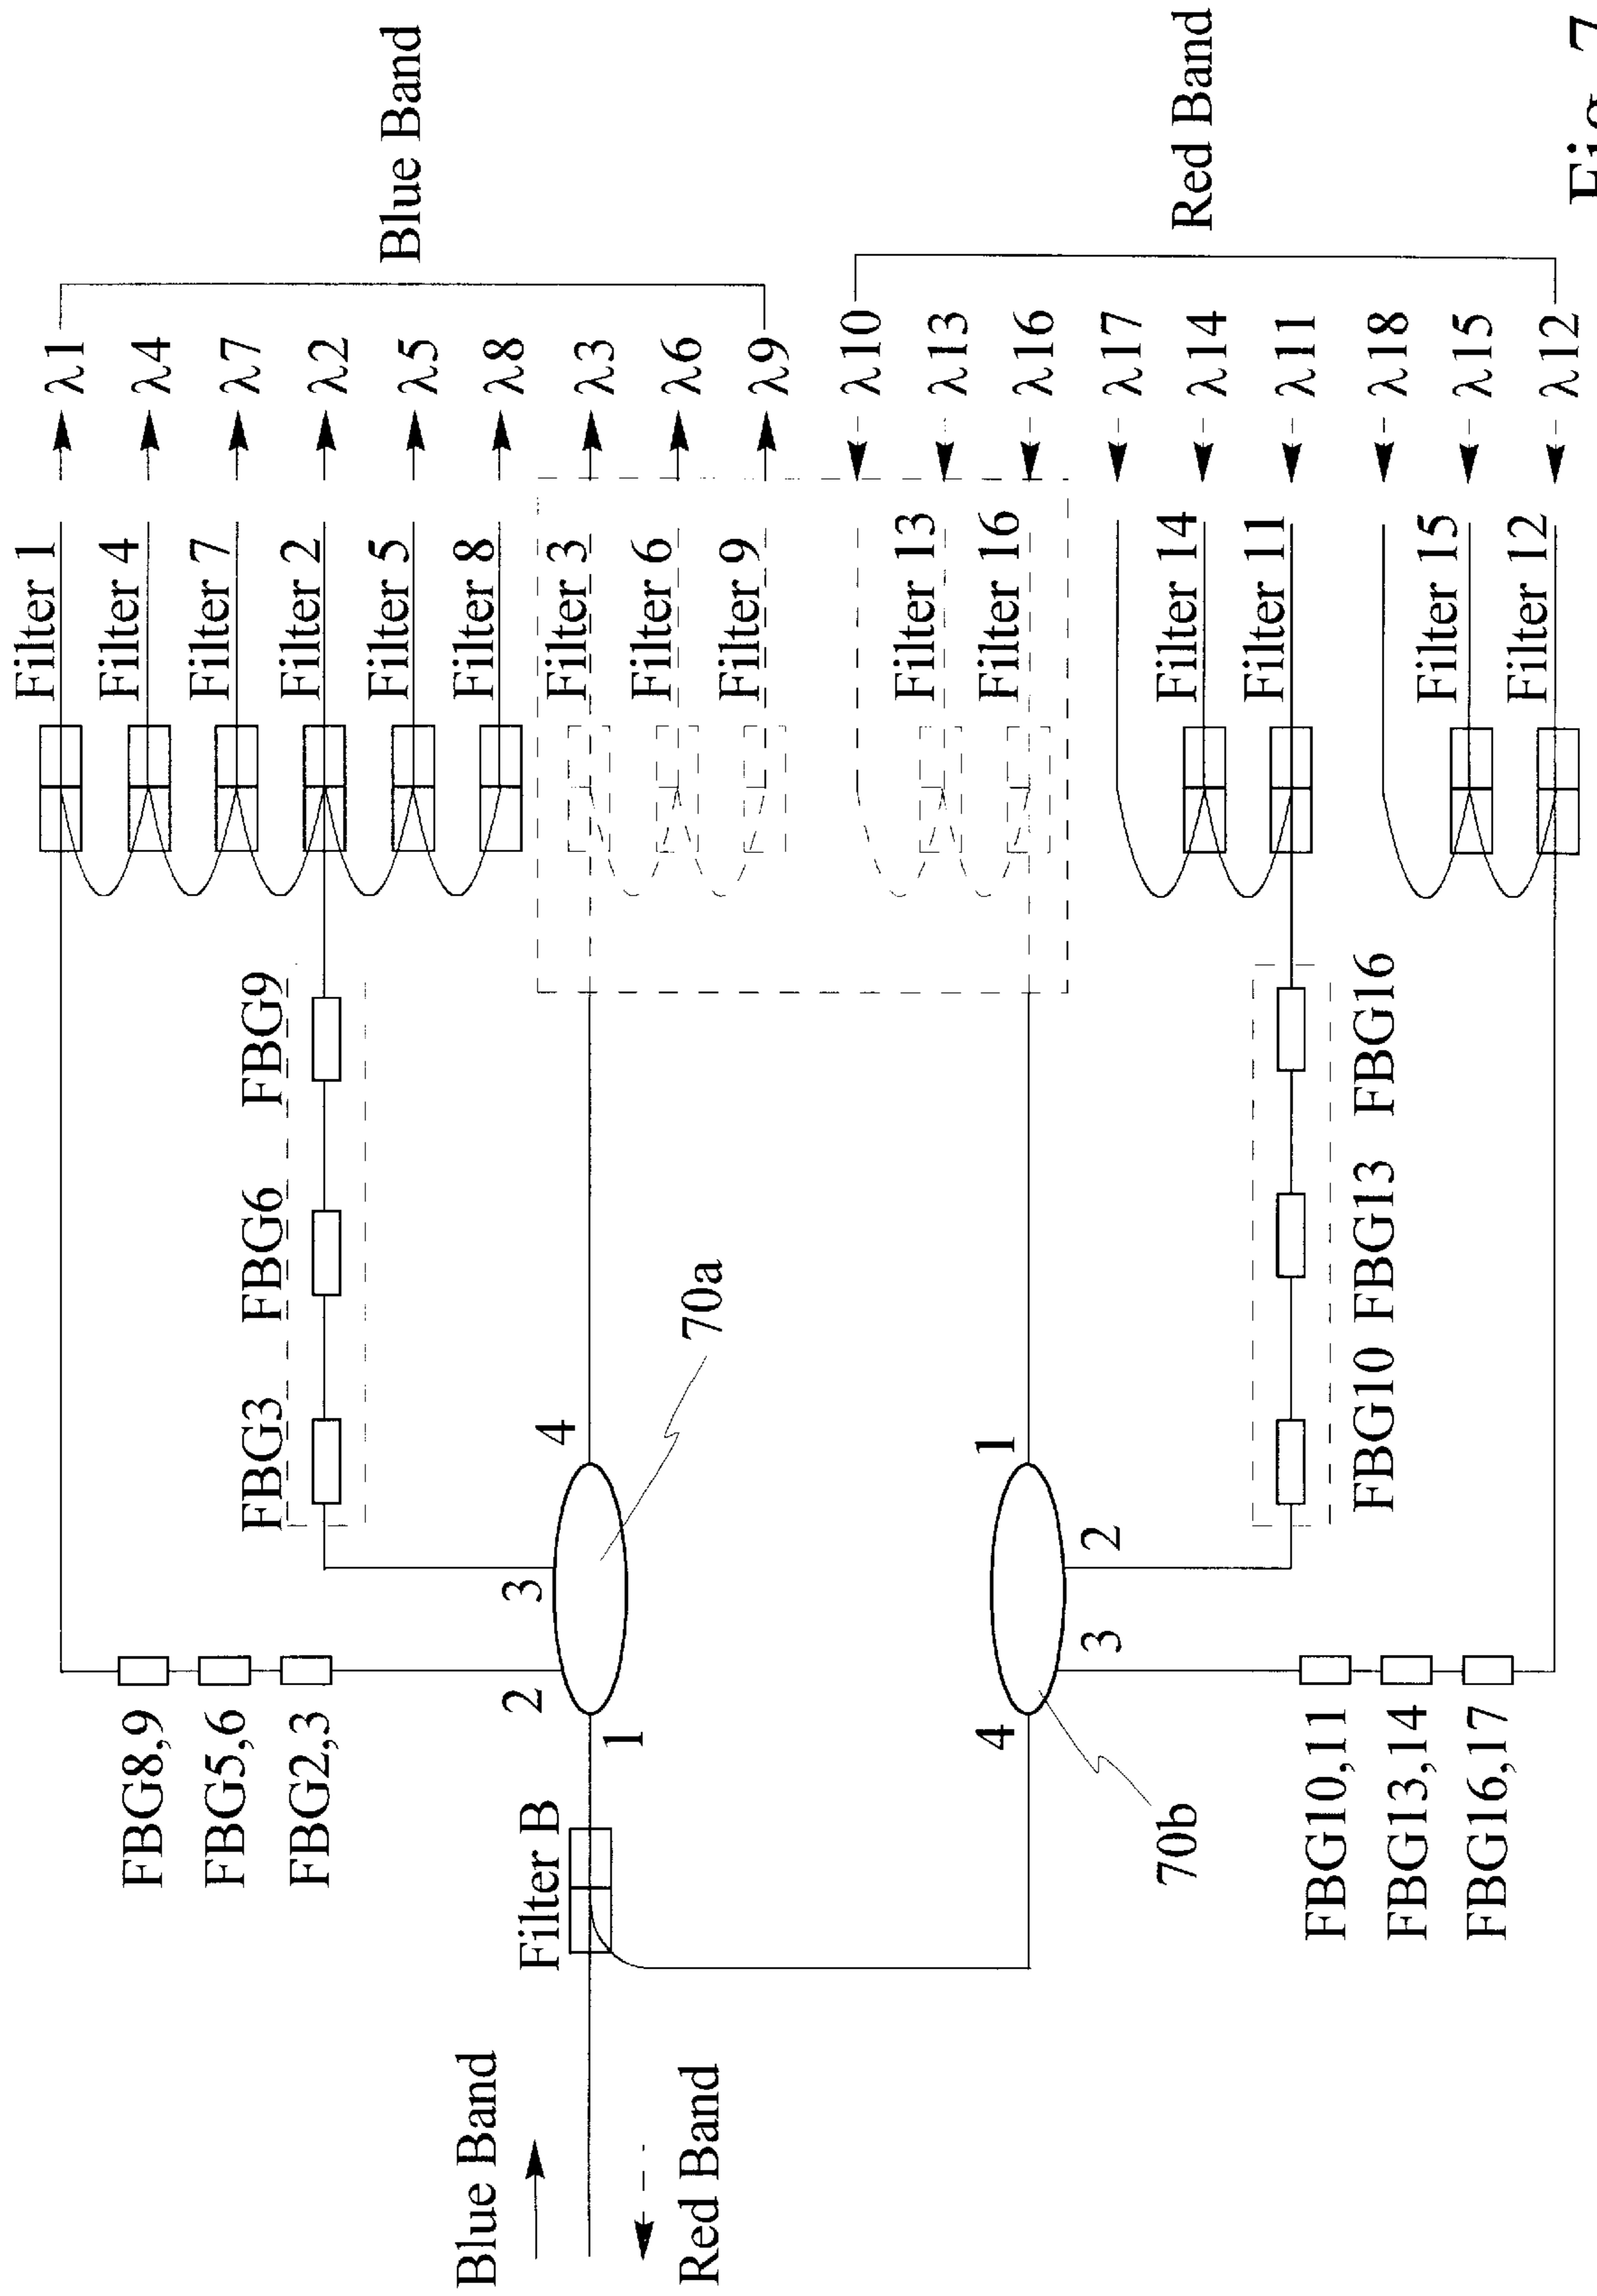 Blue Band
Red Band
Filter B
FBG8,9
FBG5,6
FBG2,3
1
2
3
4
70a
FBG3
FBG6
FBG9
Filter 1
Filter 4
Filter 7
Filter 2
Filter 5
Filter 8
Filter 3
Filter 6
Filter 9
λ1
λ4
λ7
λ2
λ5
λ8
λ3
λ6
λ9
Blue Band
4
3
2
1
70b
FBG10,11
FBG13,14
FBG16,17
FBG10
FBG13
FBG16
Filter 13
Filter 16
Filter 14
Filter 11
Filter 15
Filter 12
λ10
λ13
λ16
λ17
λ14
λ11
λ18
λ15
λ12
Red Band
Fig. 7